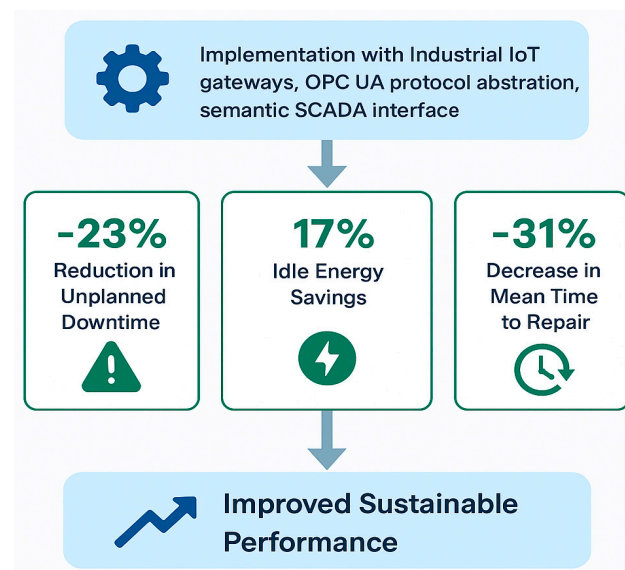 Implementation with Industrial IoT
gateways, OPC UA protocol abstration,
semantic SCADA interface
-23%
Reduction in
Unplanned
Downtime
17%
Idle Energy
Savings
-31%
Decrease in
Mean Time
to Repair
Improved Sustainable
Performance